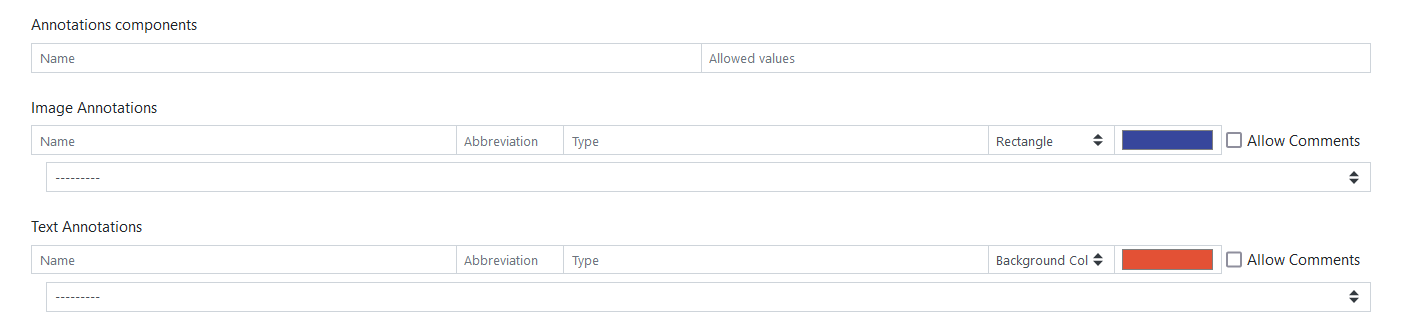 Annotations components
Name Allowed values
Image Annotations
Name Abbreviation Type Rectangle Allow Comments
---------
Text Annotations
Name Abbreviation Type Background Col Allow Comments
---------